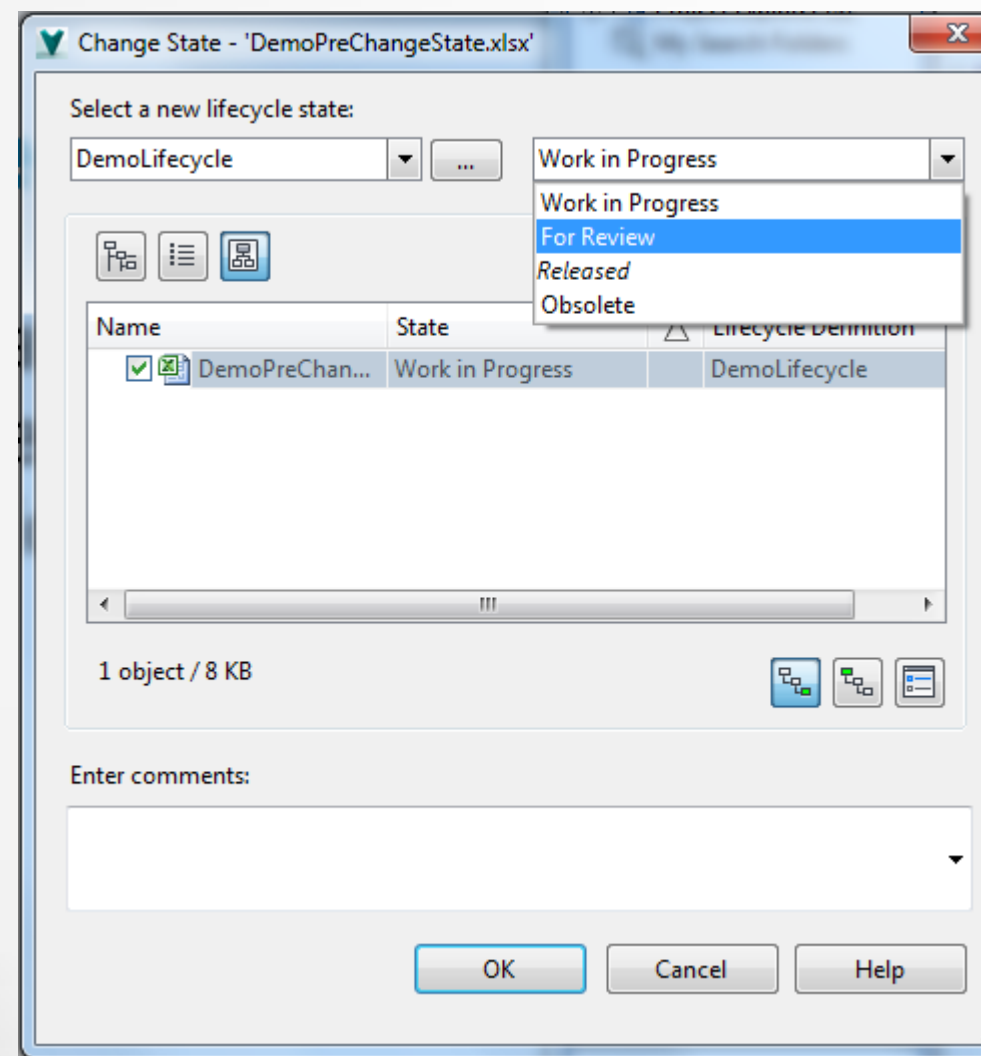 Change State - 'DemoPreChangeState.xlsx'
Select a new lifecycle state:
DemoLifecycle ... Work in Progress
Work in Progress
For Review
Released
Obsolete
Name State Lifecycle Definition
DemoPreChan... Work in Progress DemoLifecycle
1 object / 8 KB
Enter comments:
OK Cancel Help